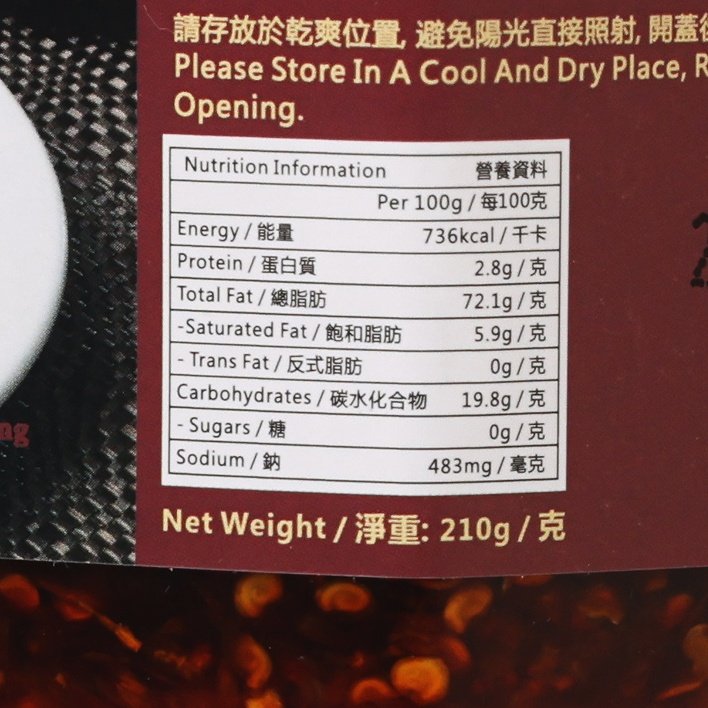 請存放於乾爽位置, 避免陽光直接照射, 開蓋
Please Store In A Cool And Dry Place,
Opening.
Nutrition Information 營養資料
Per 100g / 每100克
Energy / 能量 736kcal / 千卡
Protein / 蛋白質 2.8g / 克
Total Fat / 總脂肪 72.1g / 克
-Saturated Fat / 飽和脂肪 5.9g / 克
- Trans Fat / 反式脂肪 0g / 克
Carbohydrates / 碳水化合物 19.8g / 克
- Sugars / 糖 0g / 克
Sodium / 鈉 483mg / 毫克
Net Weight / 淨重: 210g / 克